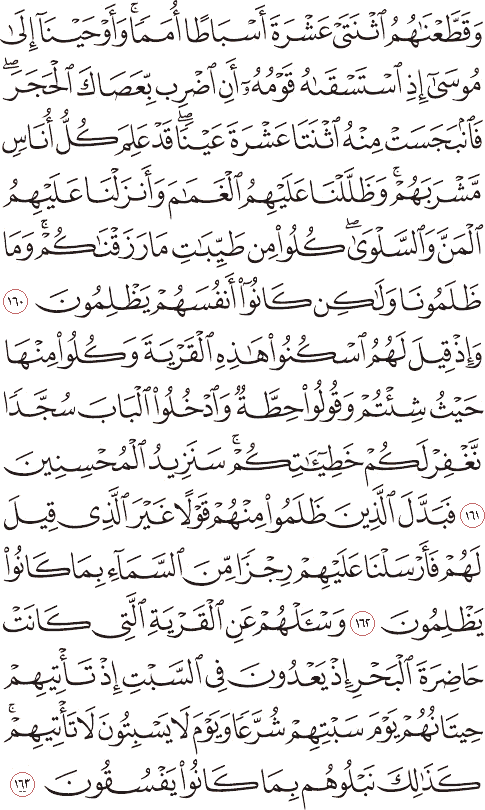 وَقَطَّعْنَٰهُمُ ٱثْنَتَىْ عَشْرَةَ أَسْبَاطًا أُمَمًا ۚ وَأَوْحَيْنَآ إِلَىٰ
مُوسَىٰٓ إِذِ ٱسْتَسْقَىٰهُ قَوْمُهُۥٓ أَنِ ٱضْرِب بِّعَصَاكَ ٱلْحَجَرَ ۖ
فَٱنۢبَجَسَتْ مِنْهُ ٱثْنَتَا عَشْرَةَ عَيْنًا ۖ قَدْ عَلِمَ كُلُّ أُنَاسٍ
مَّشْرَبَهُمْ ۚ وَظَلَّلْنَا عَلَيْهِمُ ٱلْغَمَٰمَ وَأَنزَلْنَا عَلَيْهِمُ
ٱلْمَنَّ وَٱلسَّلْوَىٰ ۖ كُلُوا۟ مِن طَيِّبَٰتِ مَا رَزَقْنَٰكُمْ ۚ وَمَا
ظَلَمُونَا وَلَٰكِن كَانُوٓا۟ أَنفُسَهُمْ يَظْلِمُونَ ١٦٠
وَإِذْ قِيلَ لَهُمُ ٱسْكُنُوا۟ هَٰذِهِ ٱلْقَرْيَةَ وَكُلُوا۟ مِنْهَا
حَيْثُ شِئْتُمْ وَقُولُوا۟ حِطَّةٌ وَٱدْخُلُوا۟ ٱلْبَابَ سُجَّدًا
نَّغْفِرْ لَكُمْ خَطِيٓـَٰٔتِكُمْ ۚ سَنَزِيدُ ٱلْمُحْسِنِينَ
١٦١ فَبَدَّلَ ٱلَّذِينَ ظَلَمُوا۟ مِنْهُمْ قَوْلًا غَيْرَ ٱلَّذِى قِيلَ
لَهُمْ فَأَرْسَلْنَا عَلَيْهِمْ رِجْزًا مِّنَ ٱلسَّمَآءِ بِمَا كَانُوا۟
يَظْلِمُونَ ١٦٢ وَسْـَٔلْهُمْ عَنِ ٱلْقَرْيَةِ ٱلَّتِى كَانَتْ
حَاضِرَةَ ٱلْبَحْرِ إِذْ يَعْدُونَ فِى ٱلسَّبْتِ إِذْ تَأْتِيهِمْ
حِيتَانُهُمْ يَوْمَ سَبْتِهِمْ شُرَّعًا وَيَوْمَ لَا يَسْبِتُونَ لَا تَأْتِيهِمْ ۚ
كَذَٰلِكَ نَبْلُوهُم بِمَا كَانُوا۟ يَفْسُقُونَ ١٦٣